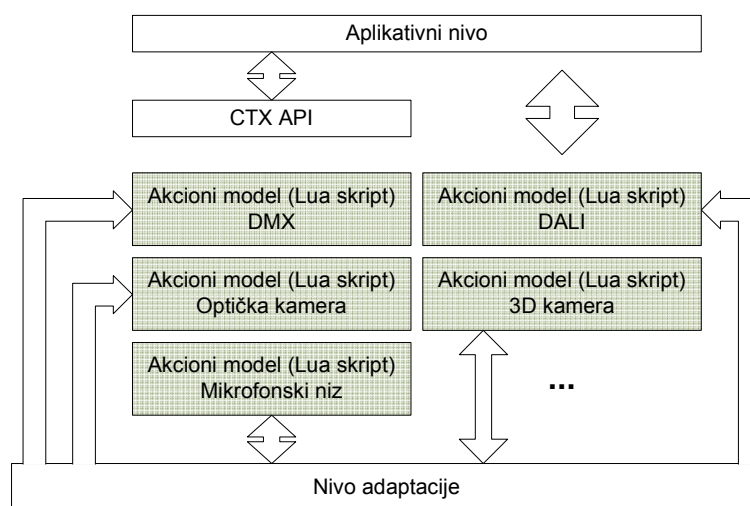 Aplikativni nivo
CTX API
Akcioni model (Lua skript)
DMX
Akcioni model (Lua skript)
DALI
Akcioni model (Lua skript)
Optička kamera
Akcioni model (Lua skript)
3D kamera
Akcioni model (Lua skript)
Mikrofonski niz
...
Nivo adaptacije